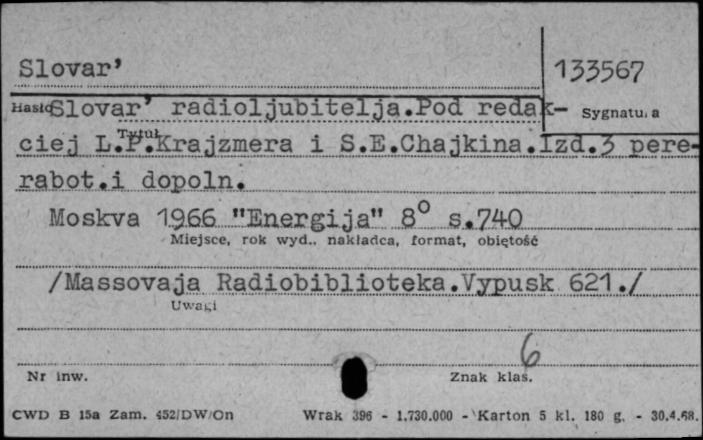 Slovar’
133567
Hasło
Slovar’ radioljubitelja.Pod redak-
Sygnatura
Tytuł
ciej L.P.Krajzmera i S.E.Chajkina.Izd.3 pere-
rabot.i dopoln.
Moskva 1966 "Energija" 8° s.740
Miejsce, rok wyd., nakładca, format, objętość
/Massovaja Radiobiblioteka.Vypusk 621./
Uwagi
6
Nr inw.
Znak klas.
CWD B 15a Zam. 452/DW/On Wrak 396 - 1.730.000 - Karton 5 kl. 180 g. - 30.4.68.